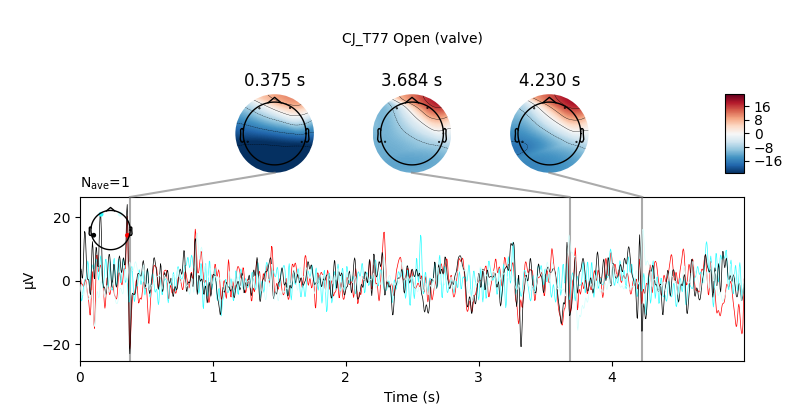 CJ_T77 Open (valve)
0.375 s 3.684 s 4.230 s
16
8
0
−8
−16
Nave=1
20
0
−20
µV
0 1 2 3 4
Time (s)